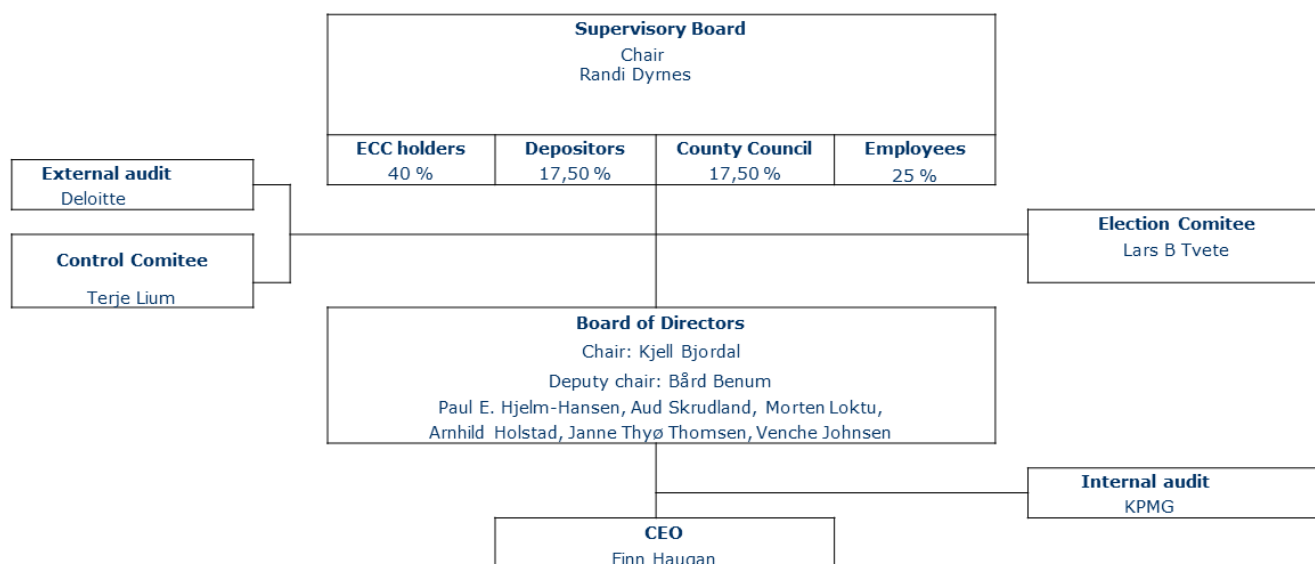 Supervisory Board
Chair
Randi Dyrnes
ECC holders
40 %
Depositors
17,50 %
County Council
17,50 %
Employees
25 %
External audit
Deloitte
Control Comitee
Terje Lium
Election Comitee
Lars B Tvete
Board of Directors
Chair: Kjell Bjordal
Deputy chair: Bård Benum
Paul E. Hjelm-Hansen, Aud Skrudland, Morten Loktu,
Arnhild Holstad, Janne Thyø Thomsen, Venche Johnsen
Internal audit
KPMG
CEO
Finn Haugan